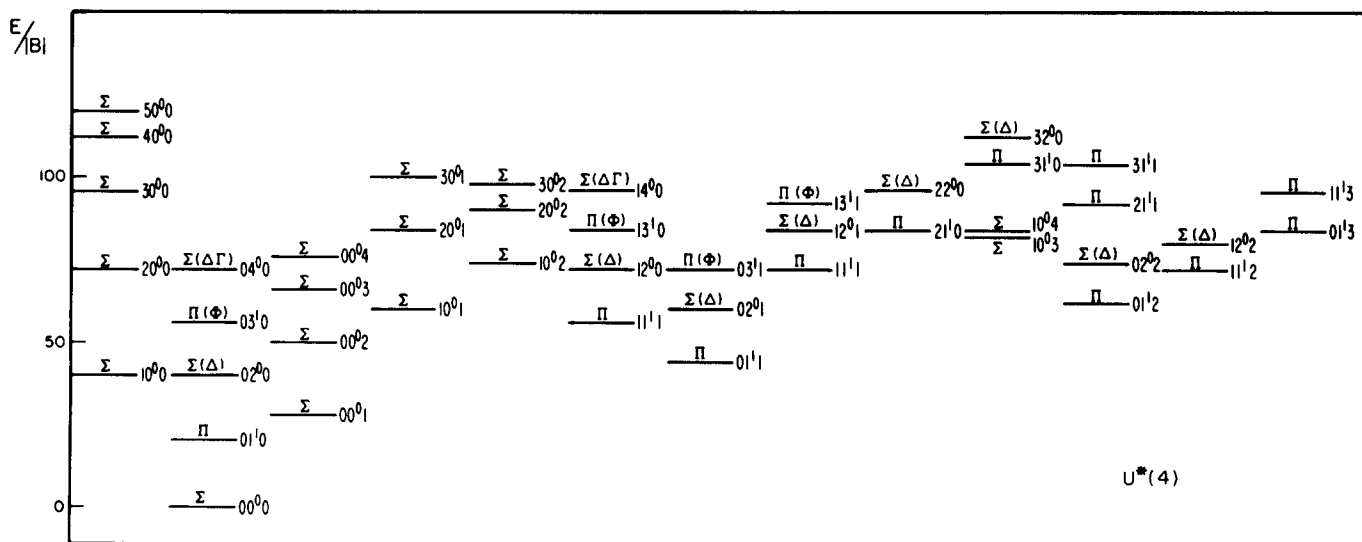 E/|B|
Σ 50⁰0
Σ 40⁰0
100
Σ 30⁰0
Σ 20⁰0
50
Σ 10⁰0
0
Σ(ΔΓ) 04⁰0
Π(Φ) 03¹0
Σ(Δ) 02⁰0
Π 01¹0
Σ 00⁰0
Σ 00⁰4
Σ 00⁰3
Σ 00⁰2
Σ 00⁰1
Σ 30⁰1
Σ 20⁰1
Σ 10⁰1
Σ 30⁰2
Σ 20⁰2
Σ 10⁰2
Σ(ΔΓ) 14⁰0
Π(Φ) 13¹0
Σ(Δ) 12⁰0
Π 11¹1
Π(Φ) 03¹1
Σ(Δ) 02⁰1
Π 01¹1
Π(Φ) 13¹1
Σ(Δ) 12⁰1
Π 11¹1
Σ(Δ) 22⁰0
Π 21¹0
Σ(Δ) 32⁰0
Π 31¹0
Σ 10⁰4
Σ 10⁰3
Π 31¹1
Π 21¹1
Σ(Δ) 02⁰2
Π 01¹2
Σ(Δ) 12⁰2
Π 11¹2
Π 11¹3
Π 01¹3
U*(4)